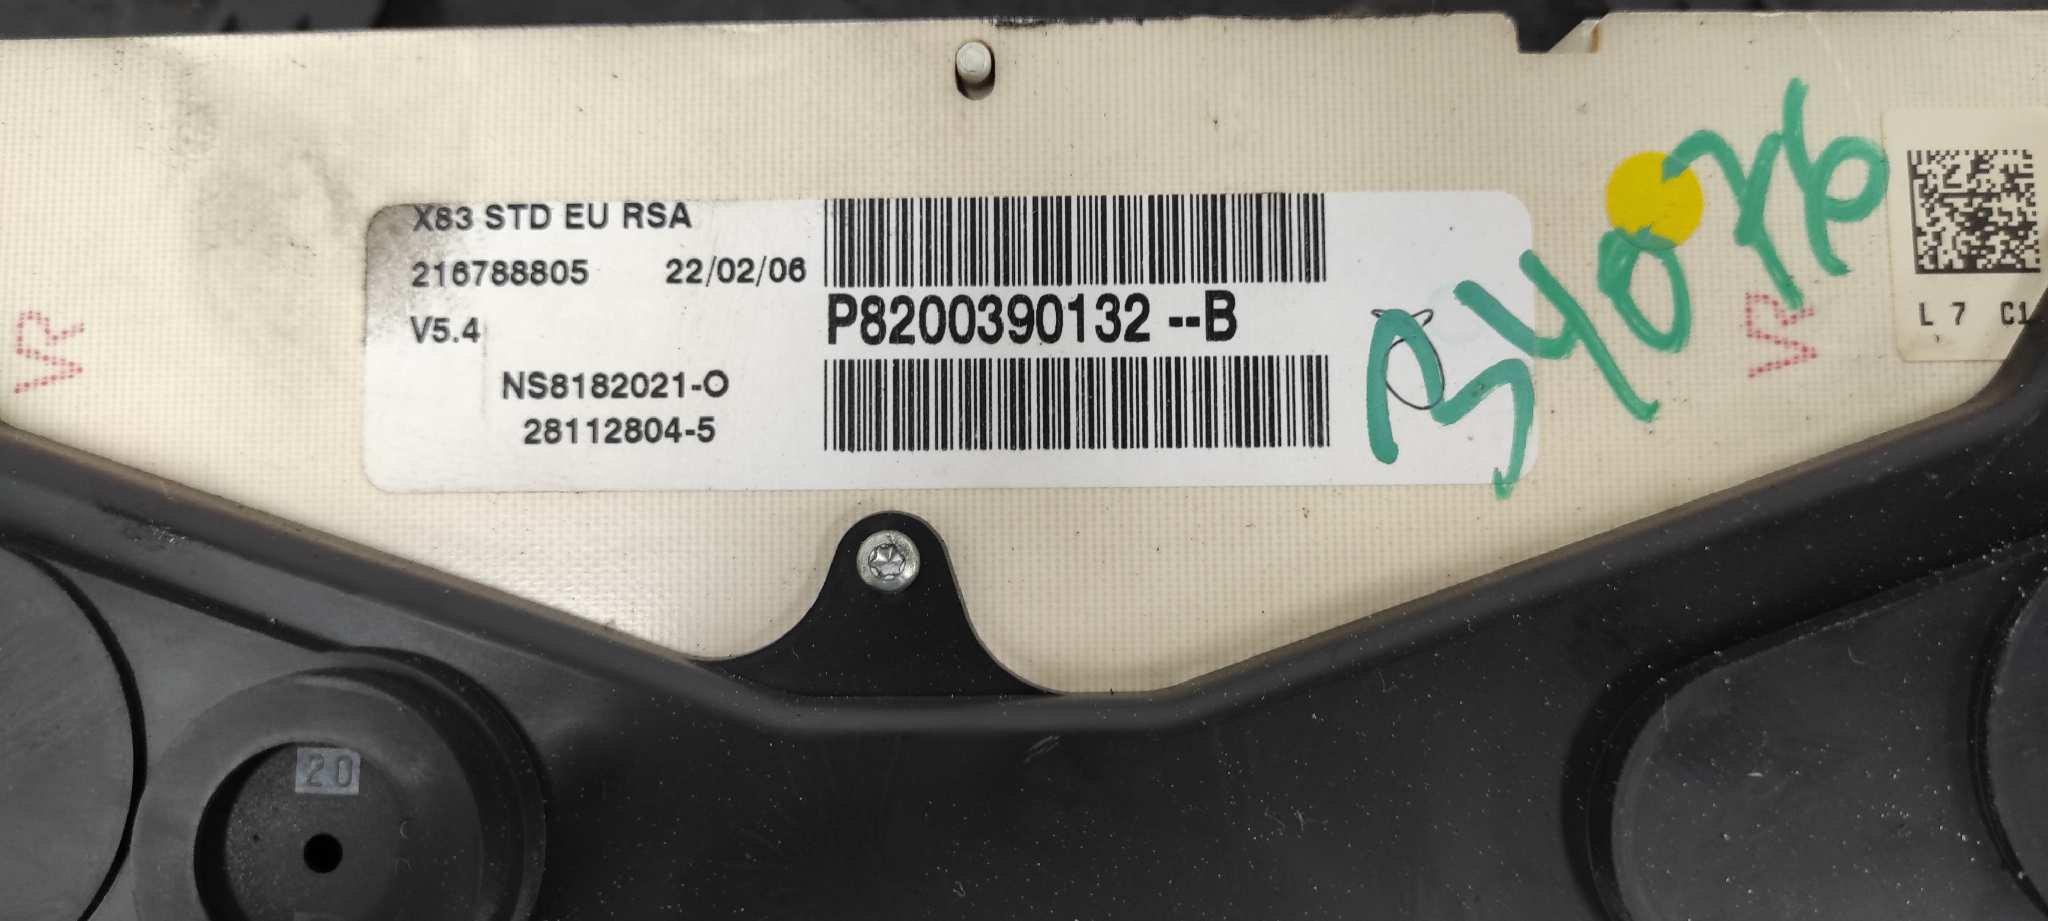 X83 STD EU RSA
216788805 22/02/06
V5.4
P8200390132 --B
NS8182021-O
28112804-5
VR
VR
L 7 C1
20